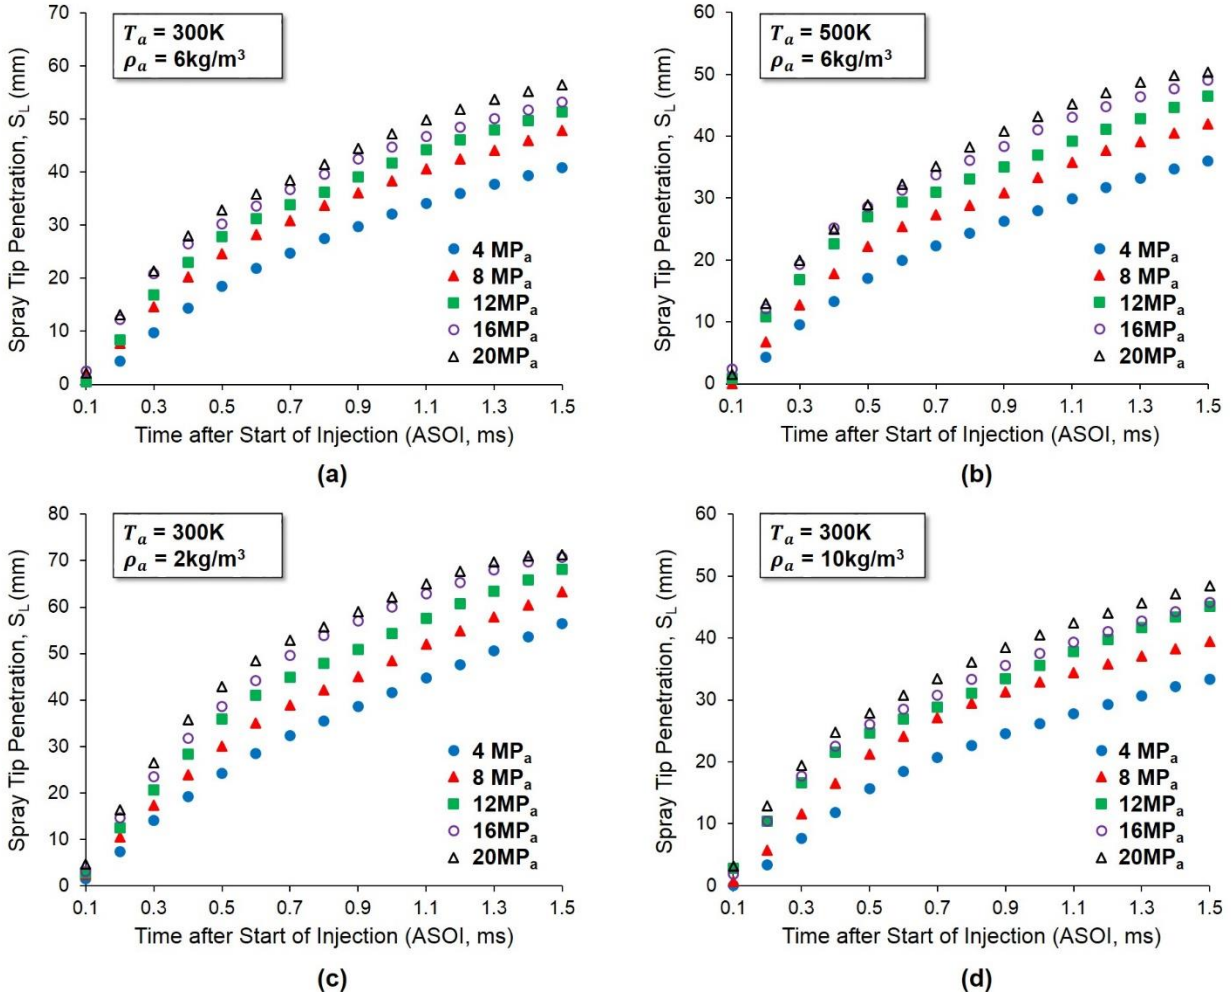 70
60
50
40
30
20
10
0
Spray Tip Penetration, S_L (mm)
T_a = 300K
ρ_a = 6kg/m³
4 MP_a
8 MP_a
12MP_a
16MP_a
20MP_a
0.1 0.3 0.5 0.7 0.9 1.1 1.3 1.5
Time after Start of Injection (ASOI, ms)
(a)
60
50
40
30
20
10
0
Spray Tip Penetration, S_L (mm)
T_a = 500K
ρ_a = 6kg/m³
4 MP_a
8 MP_a
12MP_a
16MP_a
20MP_a
0.1 0.3 0.5 0.7 0.9 1.1 1.3 1.5
Time after Start of Injection (ASOI, ms)
(b)
80
70
60
50
40
30
20
10
0
Spray Tip Penetration, S_L (mm)
T_a = 300K
ρ_a = 2kg/m³
4 MP_a
8 MP_a
12MP_a
16MP_a
20MP_a
0.1 0.3 0.5 0.7 0.9 1.1 1.3 1.5
Time after Start of Injection (ASOI, ms)
(c)
60
50
40
30
20
10
0
Spray Tip Penetration, S_L (mm)
T_a = 300K
ρ_a = 10kg/m³
4 MP_a
8 MP_a
12MP_a
16MP_a
20MP_a
0.1 0.3 0.5 0.7 0.9 1.1 1.3 1.5
Time after Start of Injection (ASOI, ms)
(d)